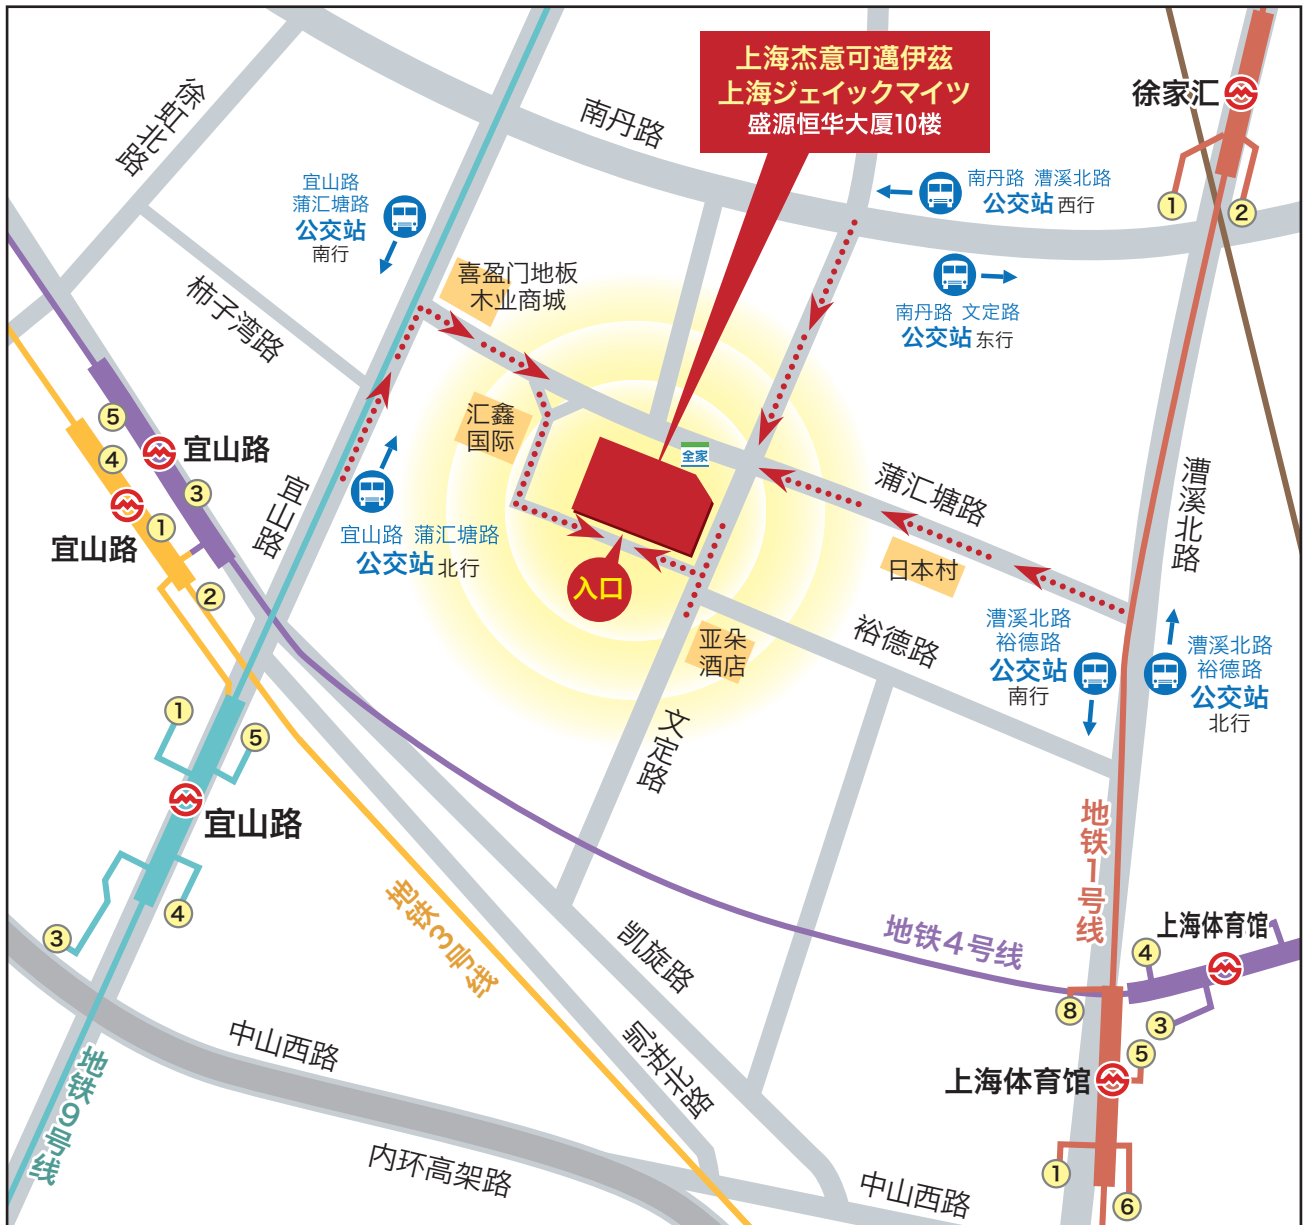 上海杰意可邁伊茲
上海ジェイックマイツ
盛源恒华大厦10楼
徐家汇
1
2
徐虹北路
南丹路
宜山路
蒲汇塘路
公交站
南行
南丹路 漕溪北路
公交站 西行
南丹路 文定路
公交站 东行
喜盈门地板
木业商城
柿子湾路
汇鑫
国际
全家
5
4
3
1
2
宜山路
宜山路
宜山路
宜山路 蒲汇塘路
公交站 北行
蒲汇塘路
漕溪北路
日本村
入口
亚朵
酒店
裕德路
漕溪北路
裕德路
公交站
南行
漕溪北路
裕德路
公交站
北行
文定路
1
5
宜山路
3
4
地铁3号线
地铁1号线
地铁4号线
上海体育馆
4
3
8
5
上海体育馆
1
6
凯旋路
凯进北路
中山西路
地铁9号线
内环高架路
中山西路